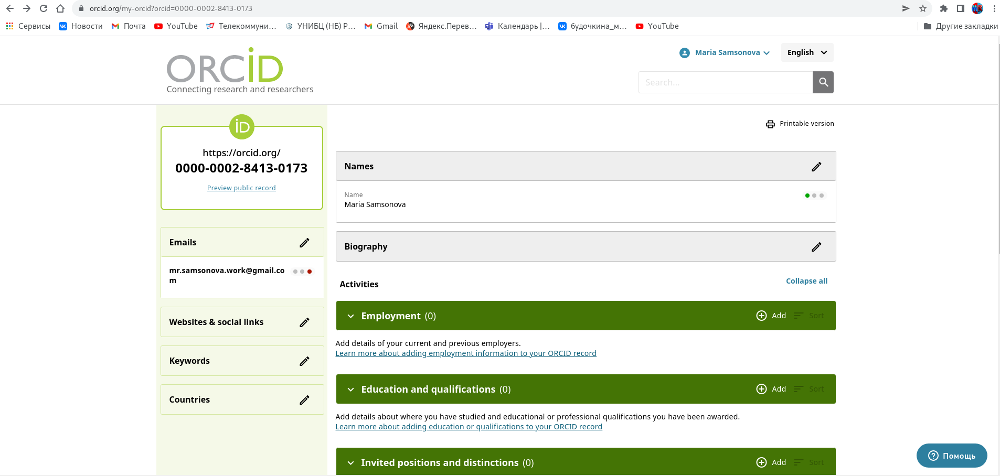 orcid.org/my-orcid?orcid=0000-0002-8413-0173
Сервисы Новости Почта YouTube Телекоммуни... УНИБЦ (НБ) Р... Gmail Яндекс.Перев... Календарь |... будочкина_м... YouTube Другие закладки
ORCID
Connecting research and researchers
Maria Samsonova
English
Search...
iD
https://orcid.org/
0000-0002-8413-0173
Preview public record
Emails
mr.samsonova.work@gmail.co
m
Websites & social links
Keywords
Countries
Printable version
Names
Name
Maria Samsonova
Biography
Activities
Collapse all
Employment (0) Add Sort
Add details of your current and previous employers.
Learn more about adding employment information to your ORCID record
Education and qualifications (0) Add Sort
Add details about where you have studied and educational or professional qualifications you have been awarded.
Learn more about adding education or qualifications to your ORCID record
Invited positions and distinctions (0) Add Sort
Помощь